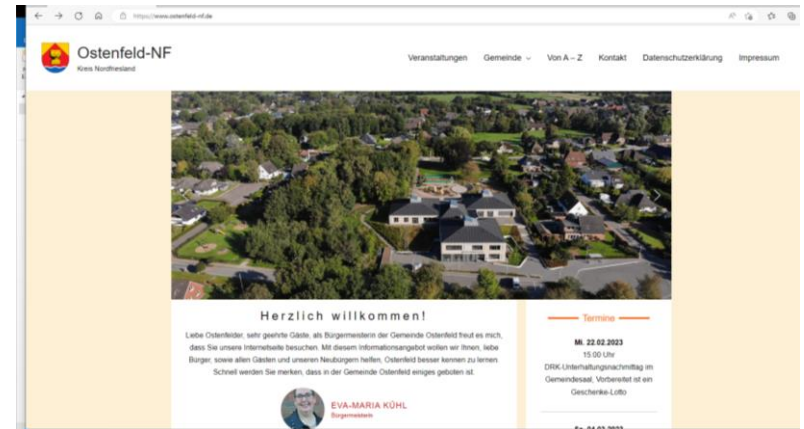 https://www.ostenfeld-nf.de
Ostenfeld-NF
Kreis Nordfriesland
Veranstaltungen Gemeinde Von A – Z Kontakt Datenschutzerklärung Impressum
Herzlich willkommen!
Liebe Ostenfelder, sehr geehrte Gäste, als Bürgermeisterin der Gemeinde Ostenfeld freut es mich,
dass Sie unsere Internetseite besuchen. Mit diesem Informationsangebot wollen wir Ihnen, liebe
Bürger, sowie allen Gästen und unseren Neubürgern helfen, Ostenfeld besser kennen zu lernen.
Schnell werden Sie merken, dass in der Gemeinde Ostenfeld einiges geboten ist.
EVA-MARIA KÜHL
Bürgermeisterin
Termine
Mi. 22.02.2023
15.00 Uhr
DRK-Unterhaltungsnachmittag im
Gemeindesaal, Vorbereitet ist ein
Geschenke-Lotto
Sa. 04.03.2023